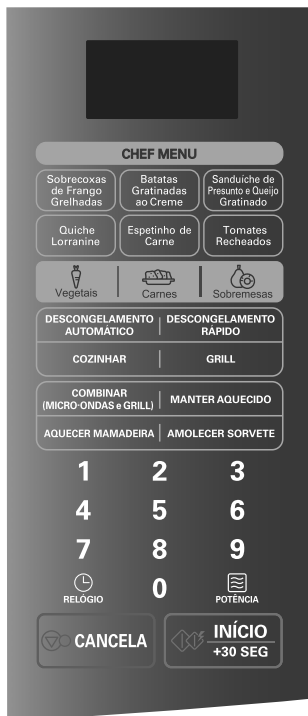 CHEF MENU
Sobrecoxas Batatas Sanduíche de
de Frango Gratinadas Presunto e Queijo
Grelhadas ao Creme Gratinado
Quiche Espetinho de Tomates
Lorranine Carne Recheados
Vegetais Carnes Sobremesas
DESCONGELAMENTO DESCONGELAMENTO
AUTOMÁTICO RÁPIDO
COZINHAR GRILL
COMBINAR MANTER AQUECIDO
(MICRO-ONDAS e GRILL)
AQUECER MAMADEIRA AMOLECER SORVETE
1 2 3
4 5 6
7 8 9
0
RELÓGIO POTÊNCIA
CANCELA INÍCIO
+30 SEG